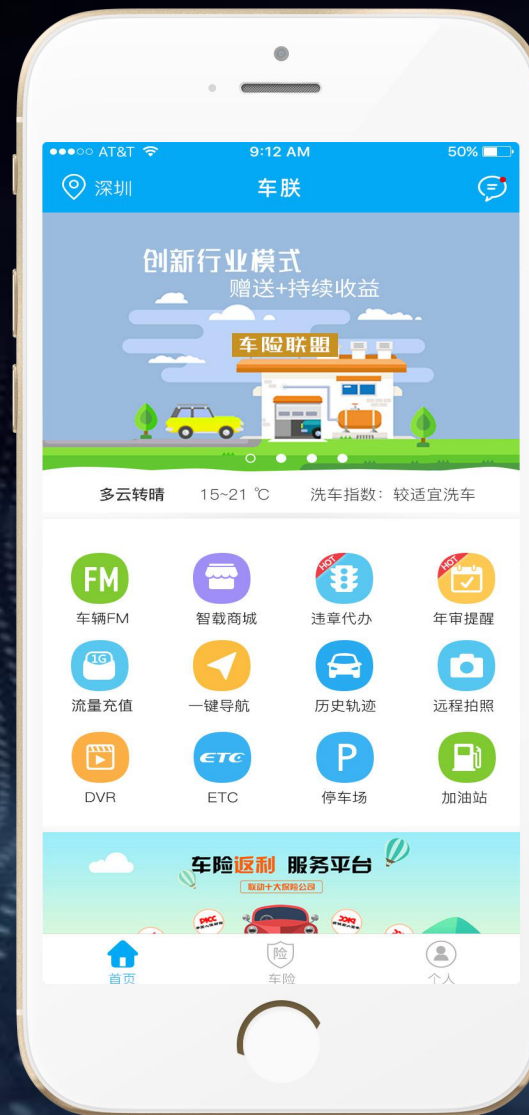 AT&T 9:12 AM 50%
深圳 车朕
创新行业模式
赠送+持续收益
车险联盟
多云转晴 15~21 ℃ 洗车指数：较适宜洗车
FM HOT HOT
车辆FM 智载商城 违章代办 年审提醒
1G
流量充值 一键导航 历史轨迹 远程拍照
ETC P
DVR ETC 停车场 加油站
车险返利 服务平台
联动十大保险公司
PICC
险
首页 车险 个人